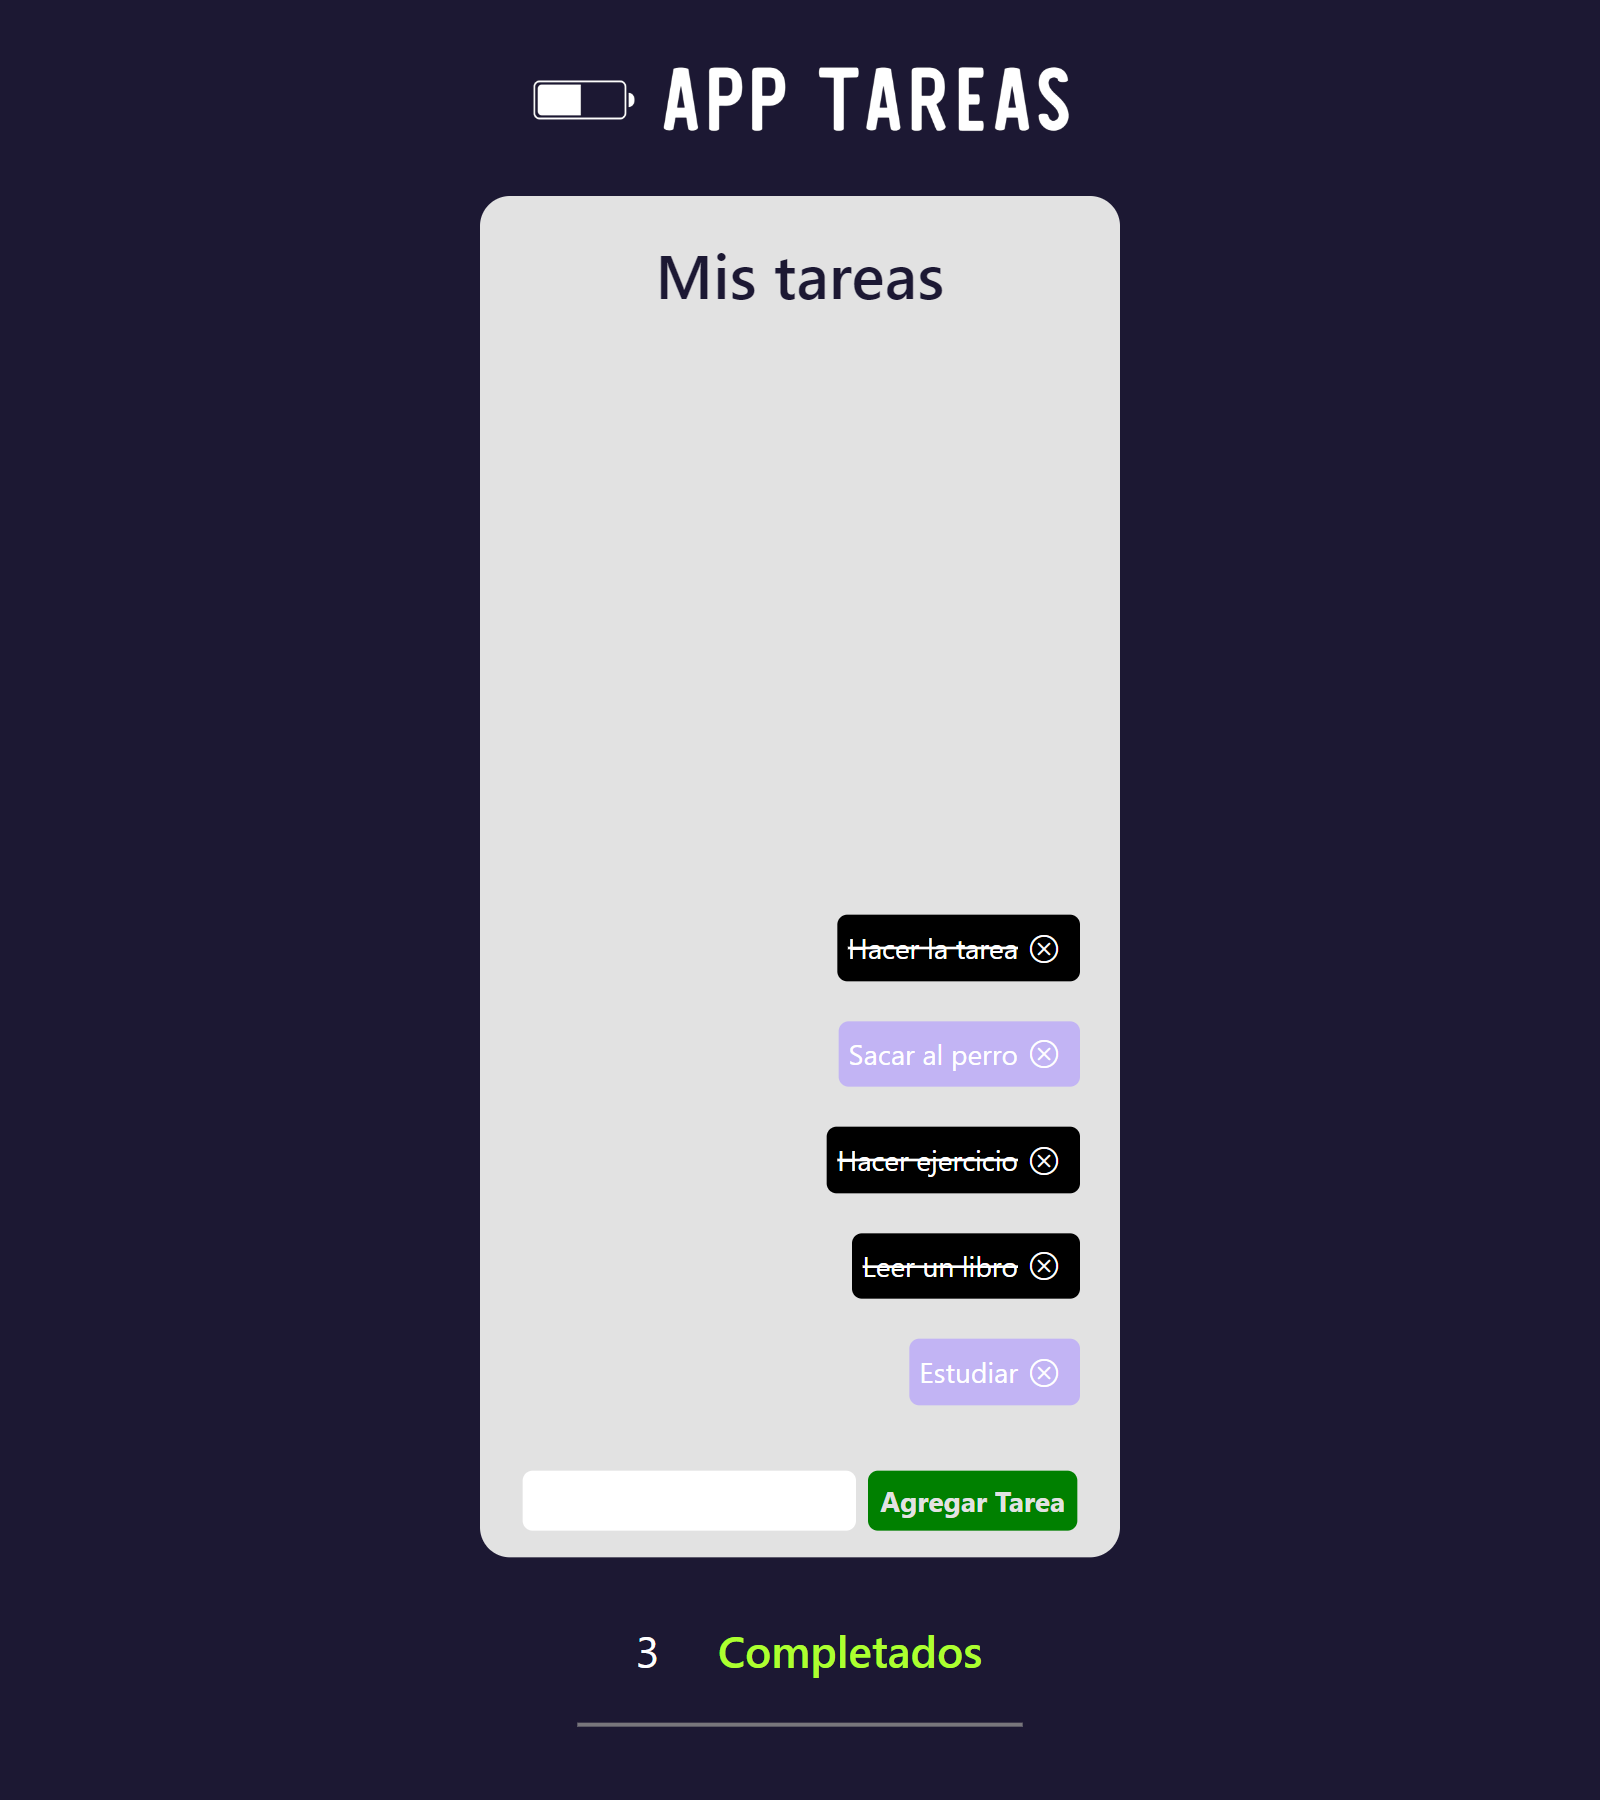 APP TAREAS
Mis tareas
Hacer la tarea
Sacar al perro
Hacer ejercicio
Leer un libro
Estudiar
Agregar Tarea
3 Completados